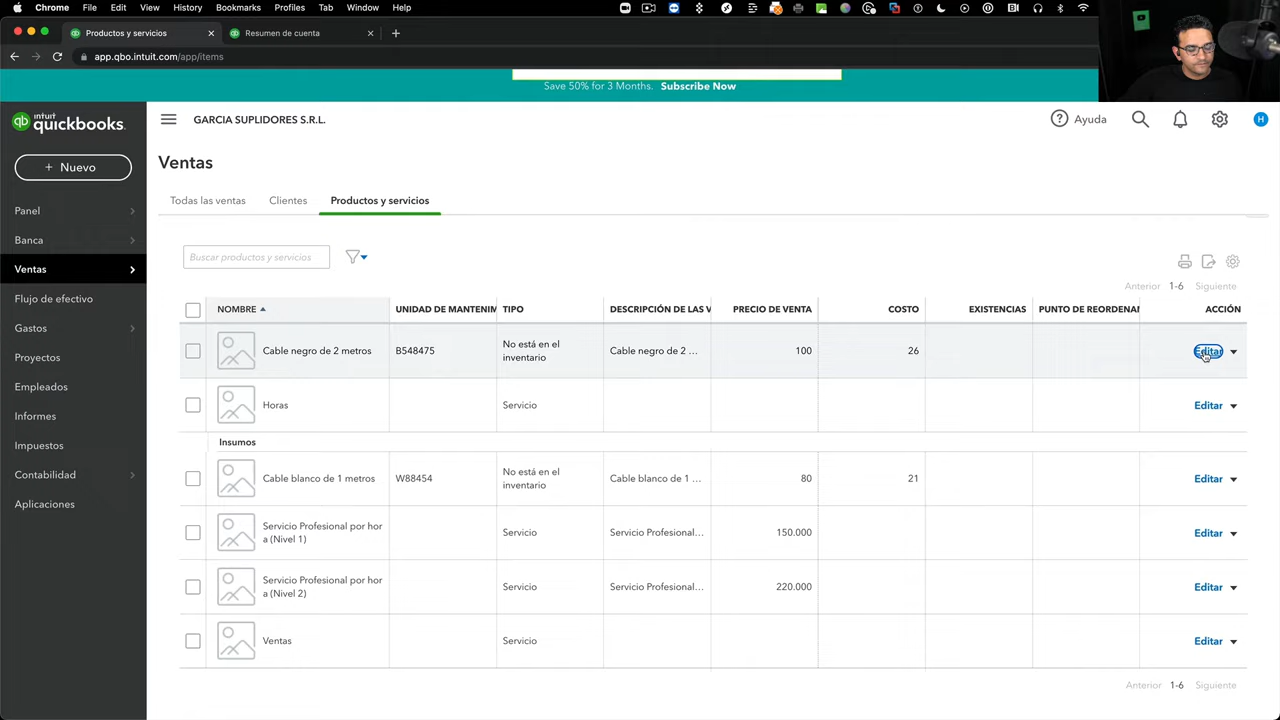 Chrome File Edit View History Bookmarks Profiles Tab Window Help
Productos y servicios
Resumen de cuenta
app.qbo.intuit.com/app/items
Save 50% for 3 Months. Subscribe Now
intuit quickbooks.
GARCIA SUPLIDORES S.R.L.
Ayuda
H
+ Nuevo
Panel
Banca
Ventas
Flujo de efectivo
Gastos
Proyectos
Empleados
Informes
Impuestos
Contabilidad
Aplicaciones
Ventas
Todas las ventas Clientes Productos y servicios
Buscar productos y servicios
Anterior 1-6 Siguiente
NOMBRE UNIDAD DE MANTENIM TIPO DESCRIPCIÓN DE LAS V PRECIO DE VENTA COSTO EXISTENCIAS PUNTO DE REORDENAM ACCIÓN
Cable negro de 2 metros B548475 No está en el inventario Cable negro de 2 ... 100 26 Editar
Horas Servicio Editar
Insumos
Cable blanco de 1 metros W88454 No está en el inventario Cable blanco de 1 ... 80 21 Editar
Servicio Profesional por hor a (Nivel 1) Servicio Servicio Profesional... 150.000 Editar
Servicio Profesional por hor a (Nivel 2) Servicio Servicio Profesional... 220.000 Editar
Ventas Servicio Editar
Anterior 1-6 Siguiente